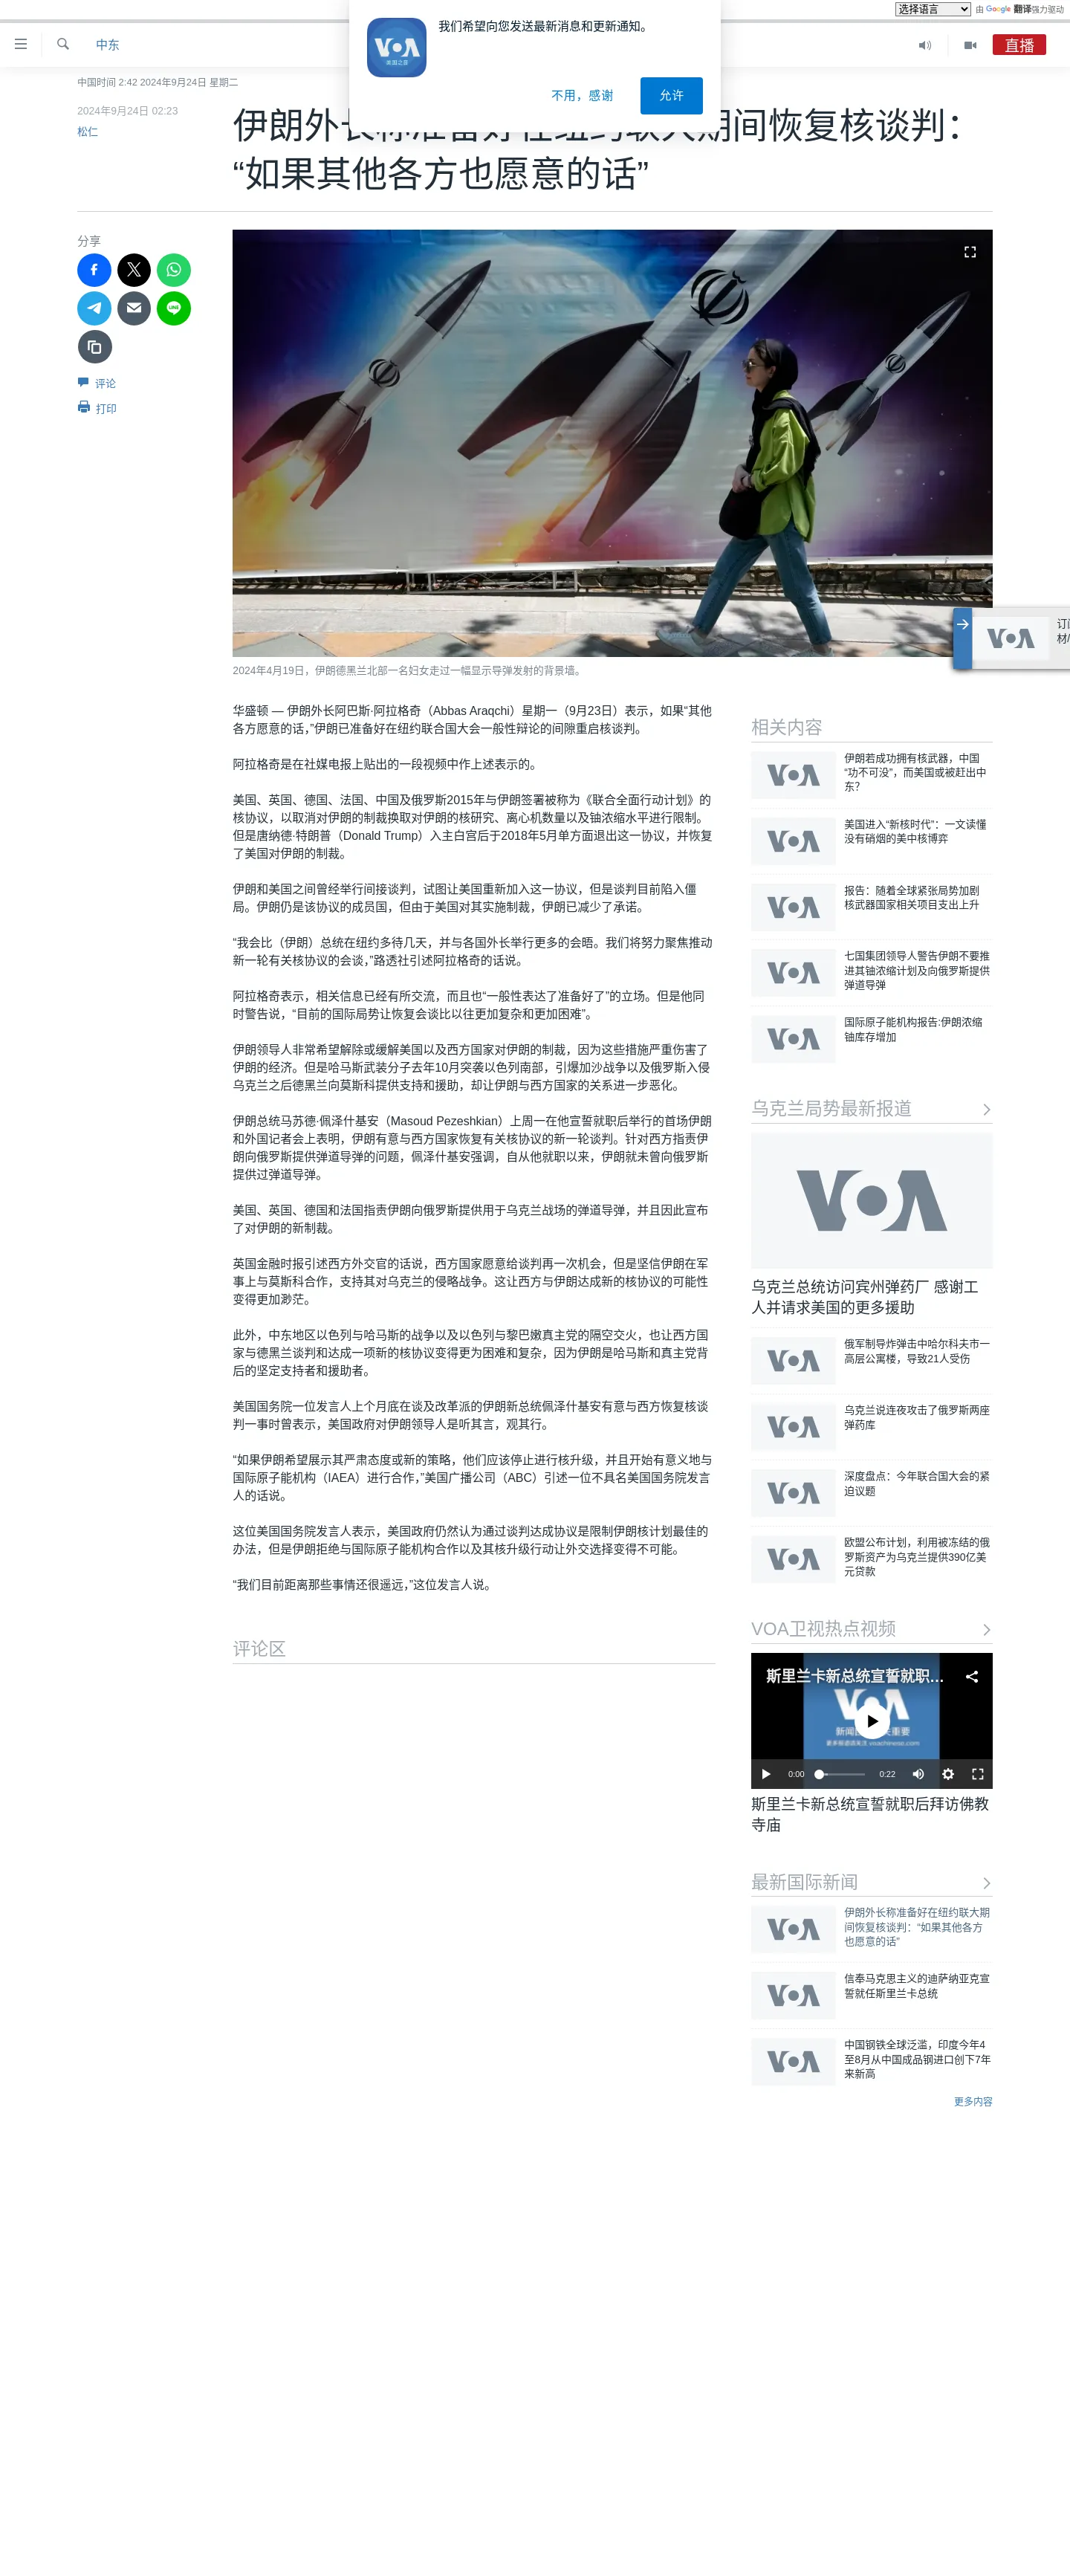 选择语言
由 Google 翻译强力驱动
我们希望向您发送最新消息和更新通知。
VOA
美国之音
不用，感谢
允许
中东
直播
中国时间 2:42 2024年9月24日 星期二
2024年9月24日 02:23
松仁
伊朗外长称准备好在纽约联大期间恢复核谈判：
“如果其他各方也愿意的话”
分享
LINE
评论
打印
订阅
材/
VOA
2024年4月19日，伊朗德黑兰北部一名妇女走过一幅显示导弹发射的背景墙。
华盛顿 — 伊朗外长阿巴斯·阿拉格奇（Abbas Araqchi）星期一（9月23日）表示，如果“其他
各方愿意的话，”伊朗已准备好在纽约联合国大会一般性辩论的间隙重启核谈判。
阿拉格奇是在社媒电报上贴出的一段视频中作上述表示的。
美国、英国、德国、法国、中国及俄罗斯2015年与伊朗签署被称为《联合全面行动计划》的
核协议，以取消对伊朗的制裁换取对伊朗的核研究、离心机数量以及铀浓缩水平进行限制。
但是唐纳德·特朗普（Donald Trump）入主白宫后于2018年5月单方面退出这一协议，并恢复
了美国对伊朗的制裁。
伊朗和美国之间曾经举行间接谈判，试图让美国重新加入这一协议，但是谈判目前陷入僵
局。伊朗仍是该协议的成员国，但由于美国对其实施制裁，伊朗已减少了承诺。
“我会比（伊朗）总统在纽约多待几天，并与各国外长举行更多的会晤。我们将努力聚焦推动
新一轮有关核协议的会谈，”路透社引述阿拉格奇的话说。
阿拉格奇表示，相关信息已经有所交流，而且也“一般性表达了准备好了”的立场。但是他同
时警告说，“目前的国际局势让恢复会谈比以往更加复杂和更加困难”。
伊朗领导人非常希望解除或缓解美国以及西方国家对伊朗的制裁，因为这些措施严重伤害了
伊朗的经济。但是哈马斯武装分子去年10月突袭以色列南部，引爆加沙战争以及俄罗斯入侵
乌克兰之后德黑兰向莫斯科提供支持和援助，却让伊朗与西方国家的关系进一步恶化。
伊朗总统马苏德·佩泽什基安（Masoud Pezeshkian）上周一在他宣誓就职后举行的首场伊朗
和外国记者会上表明，伊朗有意与西方国家恢复有关核协议的新一轮谈判。针对西方指责伊
朗向俄罗斯提供弹道导弹的问题，佩泽什基安强调，自从他就职以来，伊朗就未曾向俄罗斯
提供过弹道导弹。
美国、英国、德国和法国指责伊朗向俄罗斯提供用于乌克兰战场的弹道导弹，并且因此宣布
了对伊朗的新制裁。
英国金融时报引述西方外交官的话说，西方国家愿意给谈判再一次机会，但是坚信伊朗在军
事上与莫斯科合作，支持其对乌克兰的侵略战争。这让西方与伊朗达成新的核协议的可能性
变得更加渺茫。
此外，中东地区以色列与哈马斯的战争以及以色列与黎巴嫩真主党的隔空交火，也让西方国
家与德黑兰谈判和达成一项新的核协议变得更为困难和复杂，因为伊朗是哈马斯和真主党背
后的坚定支持者和援助者。
美国国务院一位发言人上个月底在谈及改革派的伊朗新总统佩泽什基安有意与西方恢复核谈
判一事时曾表示，美国政府对伊朗领导人是听其言，观其行。
“如果伊朗希望展示其严肃态度或新的策略，他们应该停止进行核升级，并且开始有意义地与
国际原子能机构（IAEA）进行合作，”美国广播公司（ABC）引述一位不具名美国国务院发言
人的话说。
这位美国国务院发言人表示，美国政府仍然认为通过谈判达成协议是限制伊朗核计划最佳的
办法，但是伊朗拒绝与国际原子能机构合作以及其核升级行动让外交选择变得不可能。
“我们目前距离那些事情还很遥远，”这位发言人说。
评论区
相关内容
VOA
伊朗若成功拥有核武器，中国
“功不可没”，而美国或被赶出中
东？
VOA
美国进入“新核时代”：一文读懂
没有硝烟的美中核博弈
VOA
报告：随着全球紧张局势加剧
核武器国家相关项目支出上升
VOA
七国集团领导人警告伊朗不要推
进其铀浓缩计划及向俄罗斯提供
弹道导弹
VOA
国际原子能机构报告:伊朗浓缩
铀库存增加
乌克兰局势最新报道
VOA
乌克兰总统访问宾州弹药厂 感谢工
人并请求美国的更多援助
VOA
俄军制导炸弹击中哈尔科夫市一
高层公寓楼，导致21人受伤
VOA
乌克兰说连夜攻击了俄罗斯两座
弹药库
VOA
深度盘点：今年联合国大会的紧
迫议题
VOA
欧盟公布计划，利用被冻结的俄
罗斯资产为乌克兰提供390亿美
元贷款
VOA卫视热点视频
斯里兰卡新总统宣誓就职...
0:00
0:22
斯里兰卡新总统宣誓就职后拜访佛教
寺庙
最新国际新闻
VOA
伊朗外长称准备好在纽约联大期
间恢复核谈判：“如果其他各方
也愿意的话”
VOA
信奉马克思主义的迪萨纳亚克宣
誓就任斯里兰卡总统
VOA
中国钢铁全球泛滥，印度今年4
至8月从中国成品钢进口创下7年
来新高
更多内容